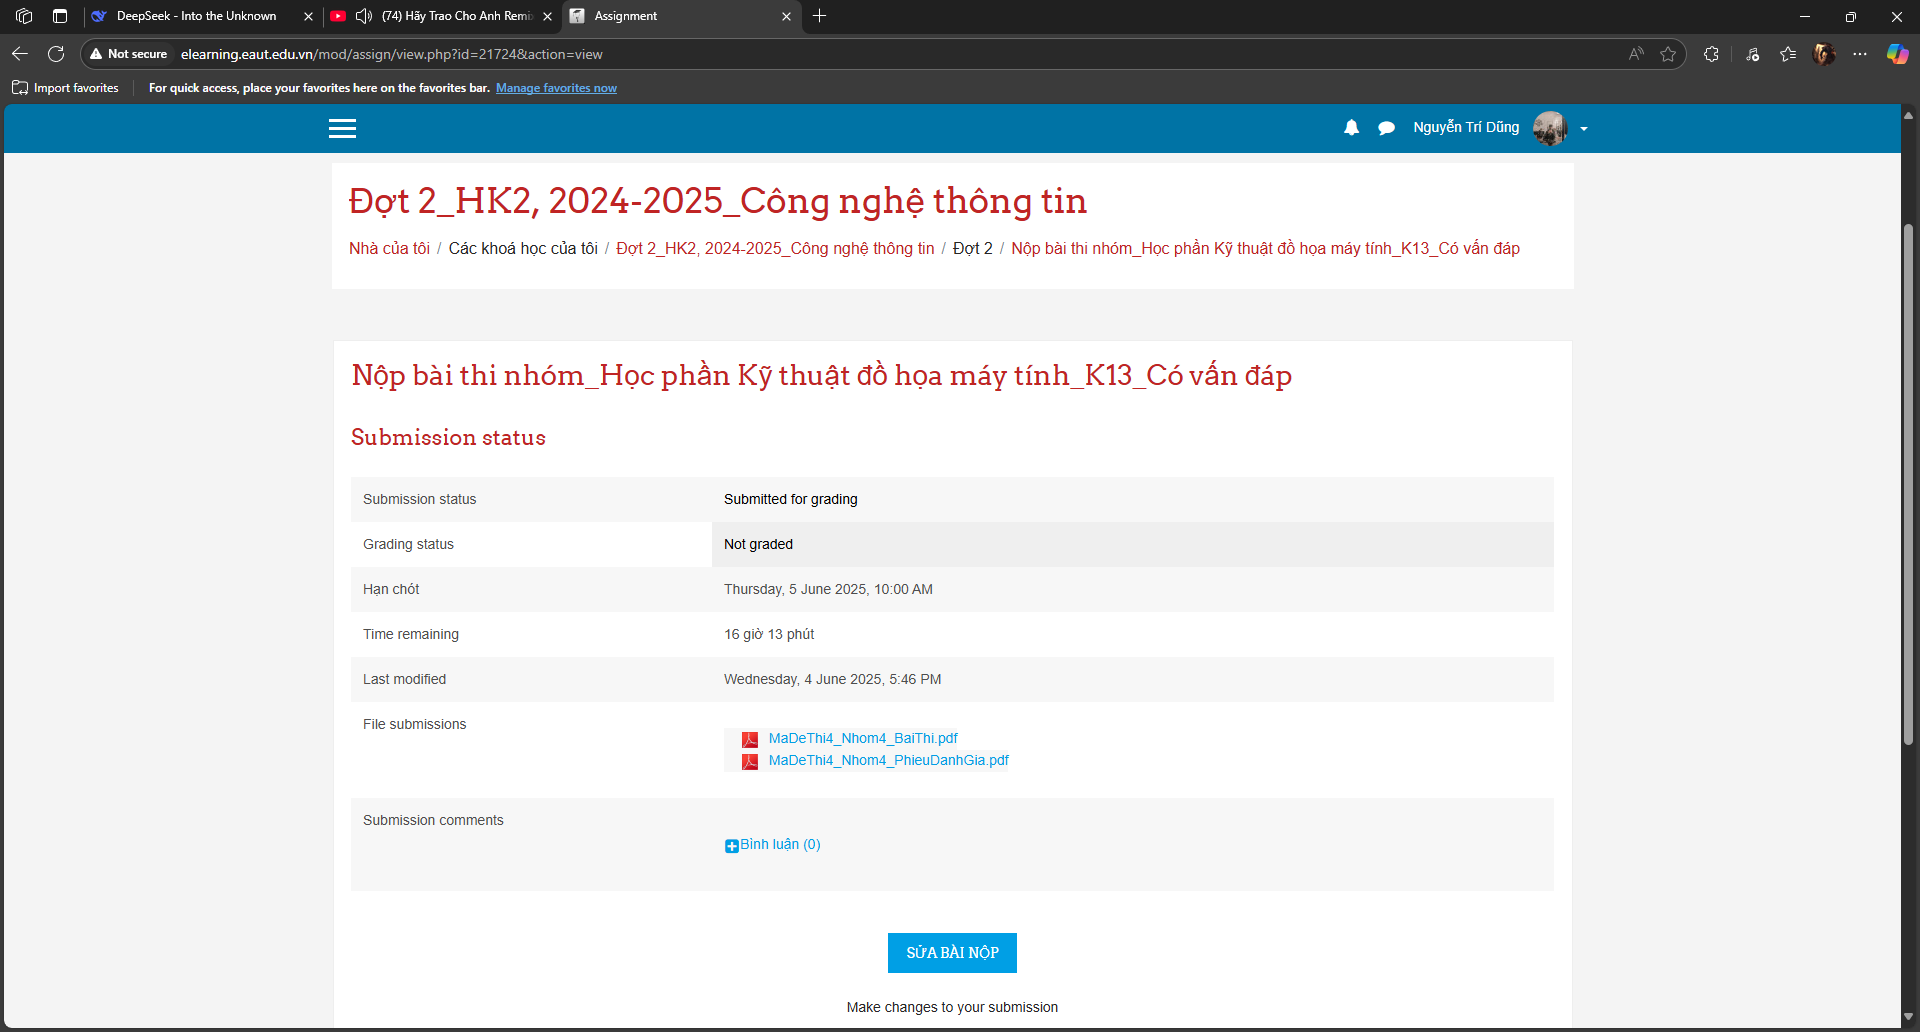 DeepSeek - Into the Unknown
(74) Hãy Trao Cho Anh Remix
Assignment
Not secure
elearning.eaut.edu.vn/mod/assign/view.php?id=21724&action=view
Import favorites
For quick access, place your favorites here on the favorites bar. Manage favorites now
Nguyễn Trí Dũng
Đợt 2_HK2, 2024-2025_Công nghệ thông tin
Nhà của tôi / Các khoá học của tôi / Đợt 2_HK2, 2024-2025_Công nghệ thông tin / Đợt 2 / Nộp bài thi nhóm_Học phần Kỹ thuật đồ họa máy tính_K13_Có vấn đáp
Nộp bài thi nhóm_Học phần Kỹ thuật đồ họa máy tính_K13_Có vấn đáp
Submission status
Submission status Submitted for grading
Grading status Not graded
Hạn chót Thursday, 5 June 2025, 10:00 AM
Time remaining 16 giờ 13 phút
Last modified Wednesday, 4 June 2025, 5:46 PM
File submissions
MaDeThi4_Nhom4_BaiThi.pdf
MaDeThi4_Nhom4_PhieuDanhGia.pdf
Submission comments
Bình luận (0)
SỬA BÀI NỘP
Make changes to your submission